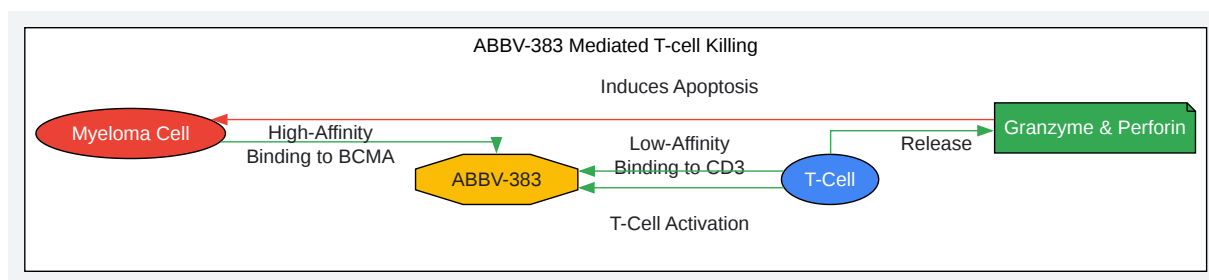 ABBV-383 Mediated T-cell Killing
Induces Apoptosis
Myeloma Cell
High-Affinity
Binding to BCMA
ABBV-383
Low-Affinity
Binding to CD3
T-Cell Activation
T-Cell
Release
Granzyme & Perforin